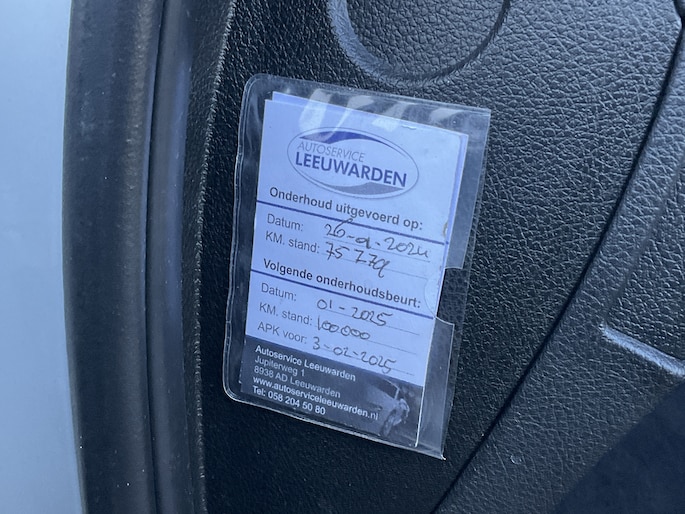 AUTOSERVICE
LEEUWARDEN
Onderhoud uitgevoerd op:
Datum: 26-01-2024
KM. stand: 75 779
Volgende onderhoudsbeurt:
Datum: 01-2025
KM. stand: 100.000
APK voor: 3-02-2025
Autoservice Leeuwarden
Jupiterweg 1
8938 AD Leeuwarden
www.autoserviceleeuwarden.nl
Tel: 058 204 50 80